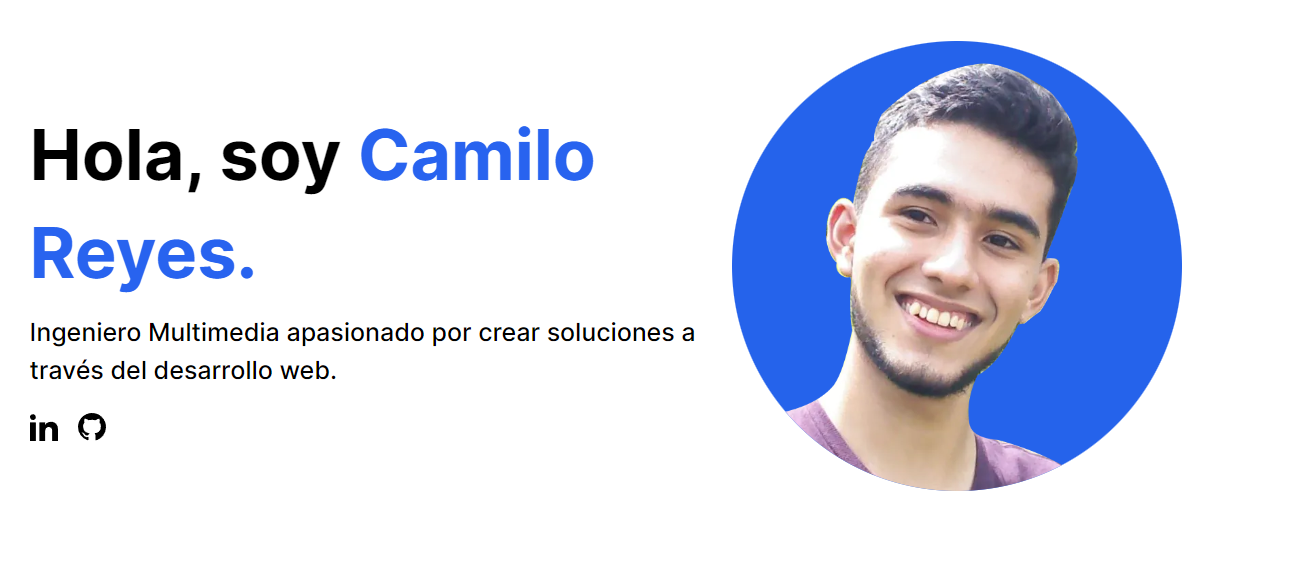 Hola, soy Camilo
Reyes.
Ingeniero Multimedia apasionado por crear soluciones a
través del desarrollo web.
in